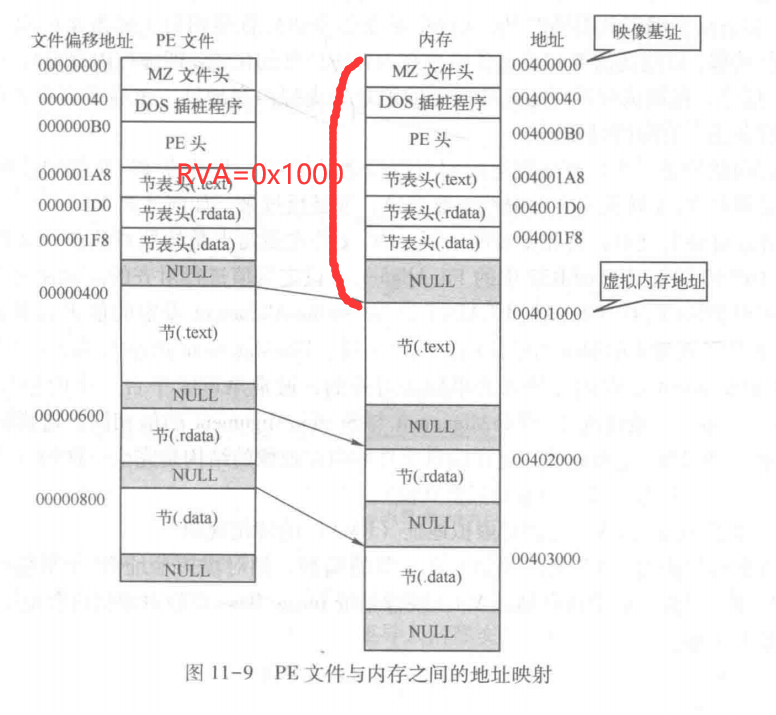 映像基址
文件偏移地址 PE 文件 内存 地址
00000000 MZ 文件头 MZ 文件头 00400000
00000040 DOS 插桩程序 DOS 插桩程序 00400040
000000B0 PE 头 PE 头 004000B0
000001A8 节表头(.text) 节表头(.text) 004001A8
RVA=0x1000
000001D0 节表头(.rdata) 节表头(.rdata) 004001D0
000001F8 节表头(.data) 节表头(.data) 004001F8
NULL NULL
虚拟内存地址
00000400 00401000
节(.text) 节(.text)
NULL NULL
00000600 节(.rdata) 节(.rdata) 00402000
NULL NULL
00000800 节(.data) 节(.data) 00403000
NULL NULL
图 11-9 PE 文件与内存之间的地址映射